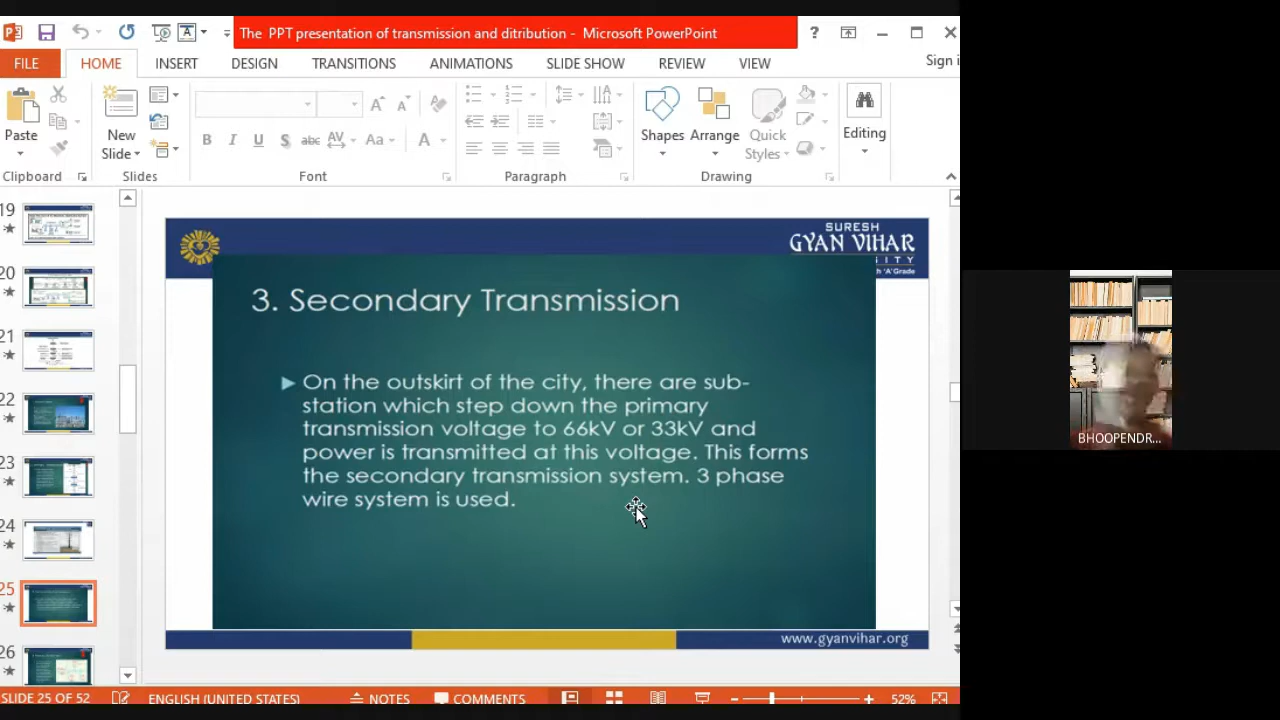 The PPT presentation of transmission and ditribution - Microsoft PowerPoint
FILE
HOME
INSERT
DESIGN
TRANSITIONS
ANIMATIONS
SLIDE SHOW
REVIEW
VIEW
Sign i
Paste
New
Slide
Shapes
Arrange
Quick
Styles
Editing
Clipboard
Slides
Font
Paragraph
Drawing
19
20
21
22
23
24
25
26
SURESH
GYAN VIHAR
3. Secondary Transmission
On the outskirt of the city, there are sub-
station which step down the primary
transmission voltage to 66kV or 33kV and
power is transmitted at this voltage. This forms
the secondary transmission system. 3 phase
wire system is used.
www.gyanvihar.org
BHOOPENDR...
SLIDE 25 OF 52
ENGLISH (UNITED STATES)
NOTES
COMMENTS
52%